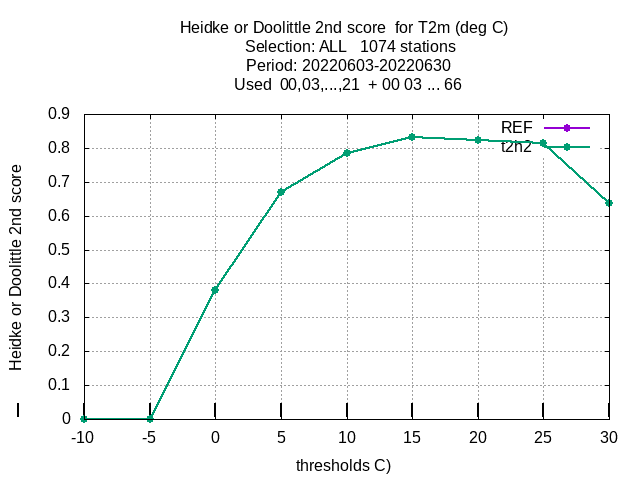 Heidke or Doolittle 2nd score  for T2m (deg C)
Selection: ALL   1074 stations
Period: 20220603-20220630
Used  00,03,...,21  + 00 03 ... 66
Heidke or Doolittle 2nd score
0.9
0.8
0.7
0.6
0.5
0.4
0.3
0.2
0.1
0
REF
t2h2
-10 -5 0 5 10 15 20 25 30
thresholds C)